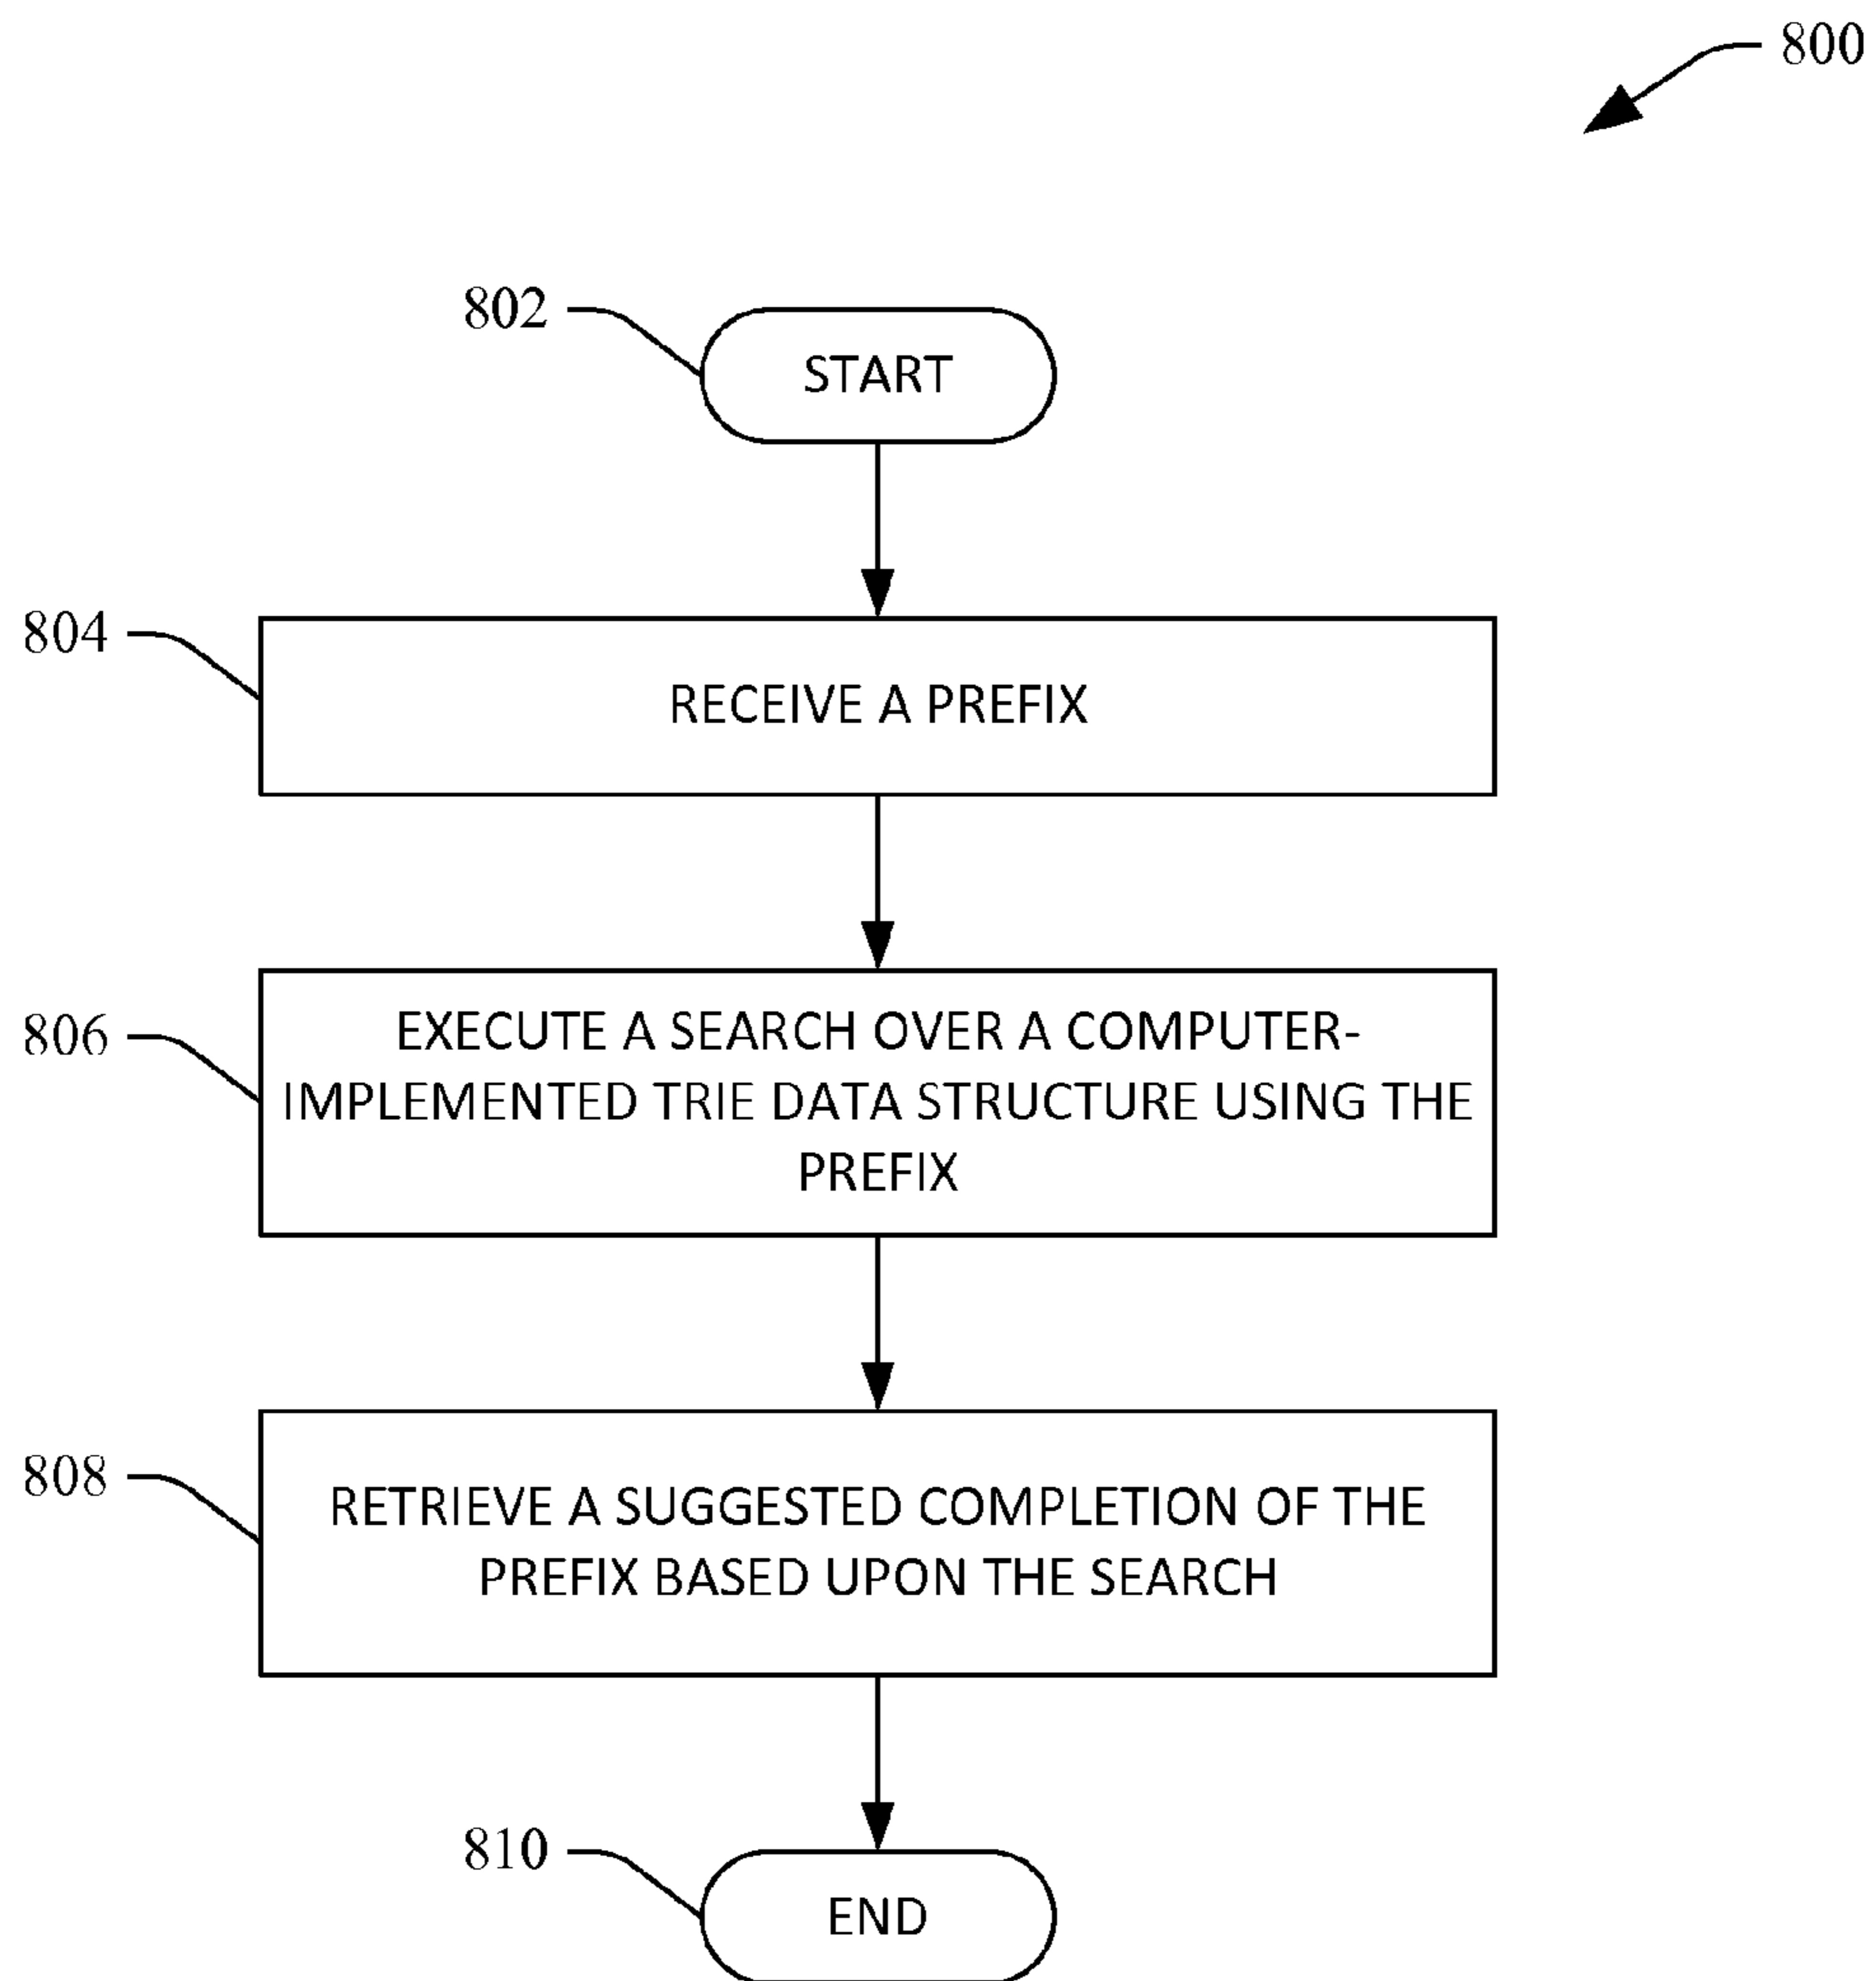 800
802
START
804
RECEIVE A PREFIX
806
EXECUTE A SEARCH OVER A COMPUTER-
IMPLEMENTED TRIE DATA STRUCTURE USING THE
PREFIX
808
RETRIEVE A SUGGESTED COMPLETION OF THE
PREFIX BASED UPON THE SEARCH
810
END